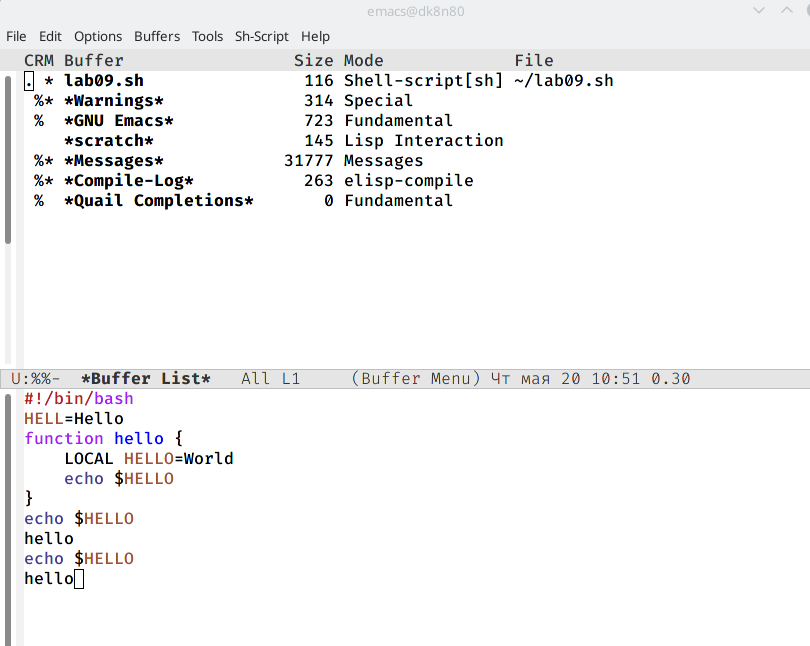 emacs@dk8n80
File Edit Options Buffers Tools Sh-Script Help
CRM Buffer Size Mode File
. * lab09.sh 116 Shell-script[sh] ~/lab09.sh
%* *Warnings* 314 Special
% *GNU Emacs* 723 Fundamental
*scratch* 145 Lisp Interaction
%* *Messages* 31777 Messages
%* *Compile-Log* 263 elisp-compile
% *Quail Completions* 0 Fundamental
U:%%- *Buffer List* All L1 (Buffer Menu) Чт мая 20 10:51 0.30
#!/bin/bash
HELL=Hello
function hello {
LOCAL HELLO=World
echo $HELLO
}
echo $HELLO
hello
echo $HELLO
hello